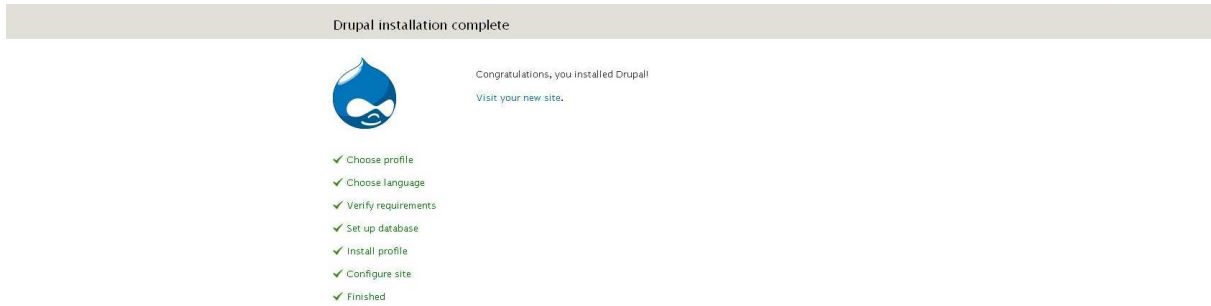 Drupal installation complete
Congratulations, you installed Drupal!
Visit your new site.
Choose profile
Choose language
Verify requirements
Set up database
Install profile
Configure site
Finished